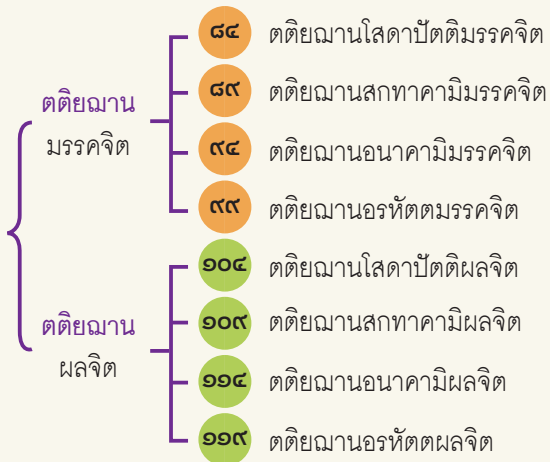 ตติยฌาน
มรรคจิต
๘๔ ตติยฌานโสดาปัตติมรรคจิต
๘๙ ตติยฌานสกทาคามิมรรคจิต
๙๔ ตติยฌานอนาคามิมรรคจิต
๙๙ ตติยฌานอรหัตตมรรคจิต
ตติยฌาน
ผลจิต
๑๐๔ ตติยฌานโสดาปัตติผลจิต
๑๐๙ ตติยฌานสกทาคามิผลจิต
๑๑๔ ตติยฌานอนาคามิผลจิต
๑๑๙ ตติยฌานอรหัตตผลจิต